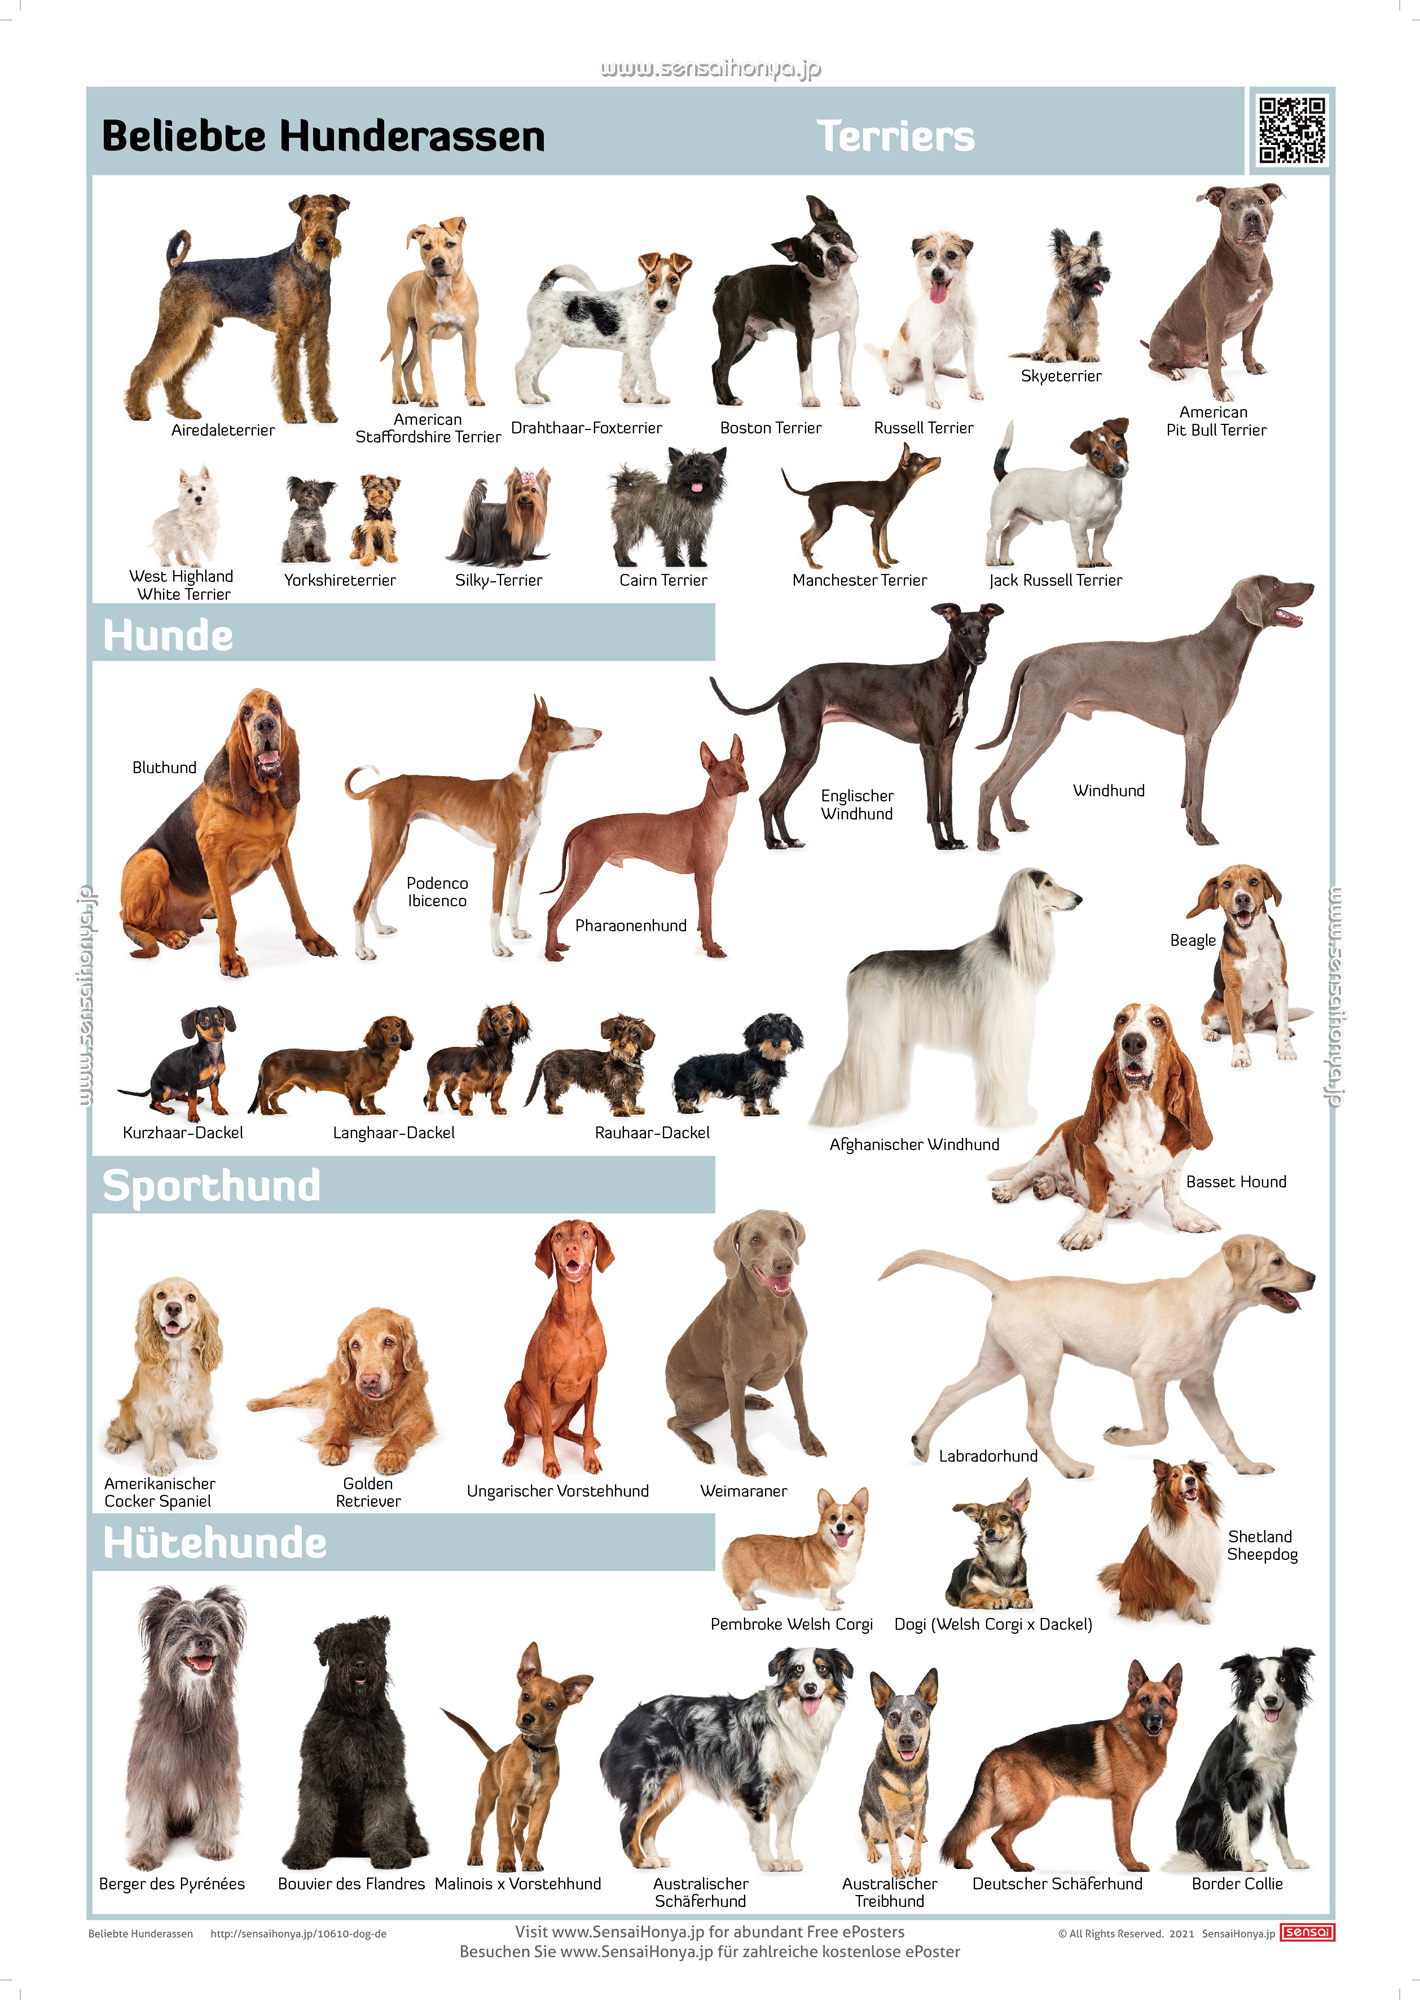 www.sensaihonya.jp
Beliebte Hunderassen
Terriers
Airedaleterrier
American
Staffordshire Terrier
Drahthaar-Foxterrier
Boston Terrier
Russell Terrier
Skyeterrier
American
Pit Bull Terrier
West Highland
White Terrier
Yorkshireterrier
Silky-Terrier
Cairn Terrier
Manchester Terrier
Jack Russell Terrier
Hunde
Bluthund
Podenco
Ibicenco
Pharaonenhund
Englischer
Windhund
Windhund
www.sensaihonya.jp
www.sensaihonya.jp
Beagle
Kurzhaar-Dackel
Langhaar-Dackel
Rauhaar-Dackel
Afghanischer Windhund
Basset Hound
Sporthund
Amerikanischer
Cocker Spaniel
Golden
Retriever
Ungarischer Vorstehhund
Weimaraner
Labradorhund
Hütehunde
Pembroke Welsh Corgi
Dogi (Welsh Corgi x Dackel)
Shetland
Sheepdog
Berger des Pyrénées
Bouvier des Flandres
Malinois x Vorstehhund
Australischer
Schäferhund
Australischer
Treibhund
Deutscher Schäferhund
Border Collie
Beliebte Hunderassen http://sensaihonya.jp/10610-dog-de
Visit www.SensaiHonya.jp for abundant Free ePosters
Besuchen Sie www.SensaiHonya.jp für zahlreiche kostenlose ePoster
© All Rights Reserved. 2021 SensaiHonya.jp sensai